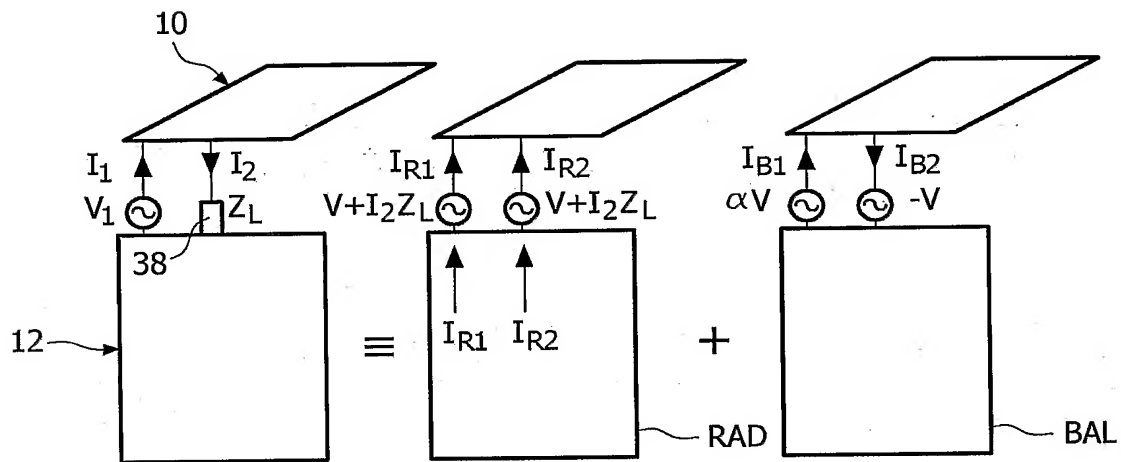 10
I1 I2 IR1 IR2 IB1 IB2
V1 ZL V+I2ZL V+I2ZL αV -V
38
12 IR1 IR2
≡ +
RAD BAL